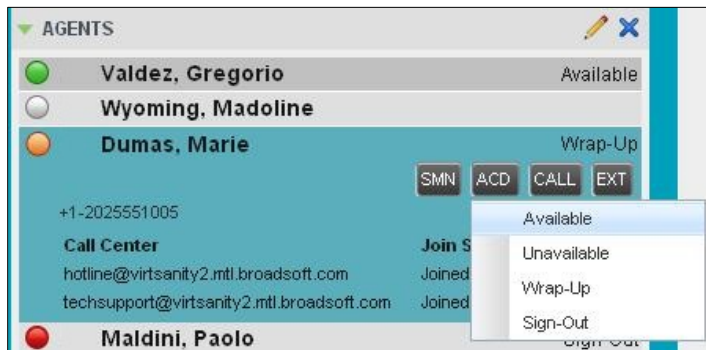 AGENTS
Valdez, Gregorio Available
Wyoming, Madoline
Dumas, Marie Wrap-Up
SMN ACD CALL EXT
+1-2025551005
Available
Call Center Join S
Unavailable
hotline@virtsanity2.mtl.broadsoft.com Joined
Wrap-Up
techsupport@virtsanity2.mtl.broadsoft.com Joined
Sign-Out
Maldini, Paolo Sign-Out